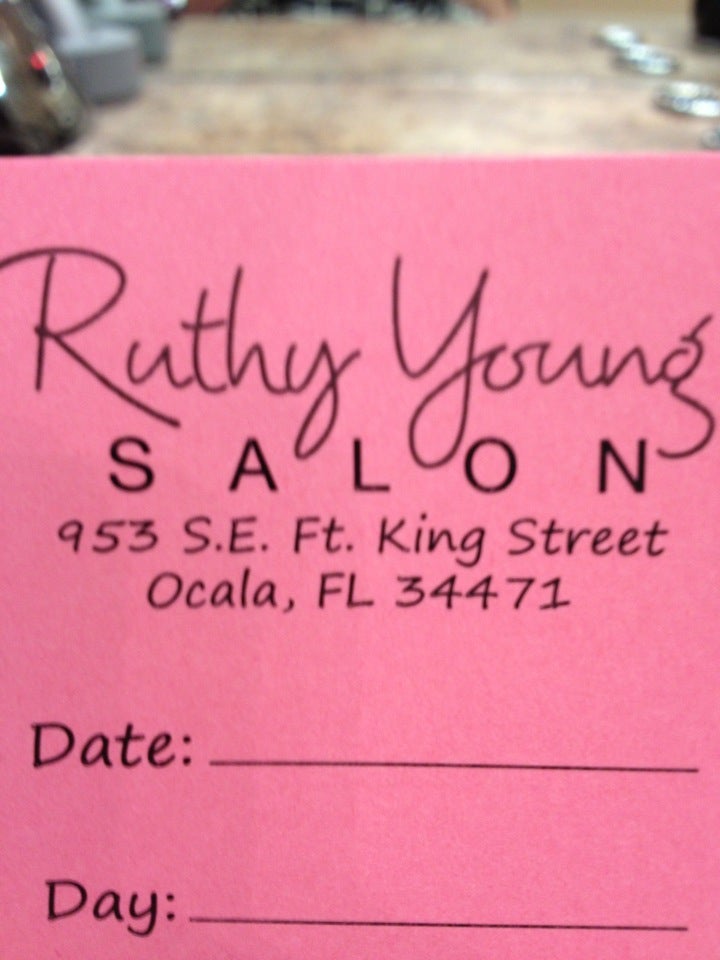 Ruthy Young
SALON
953 S.E. Ft. King Street
Ocala, FL 34471
Date:
Day: